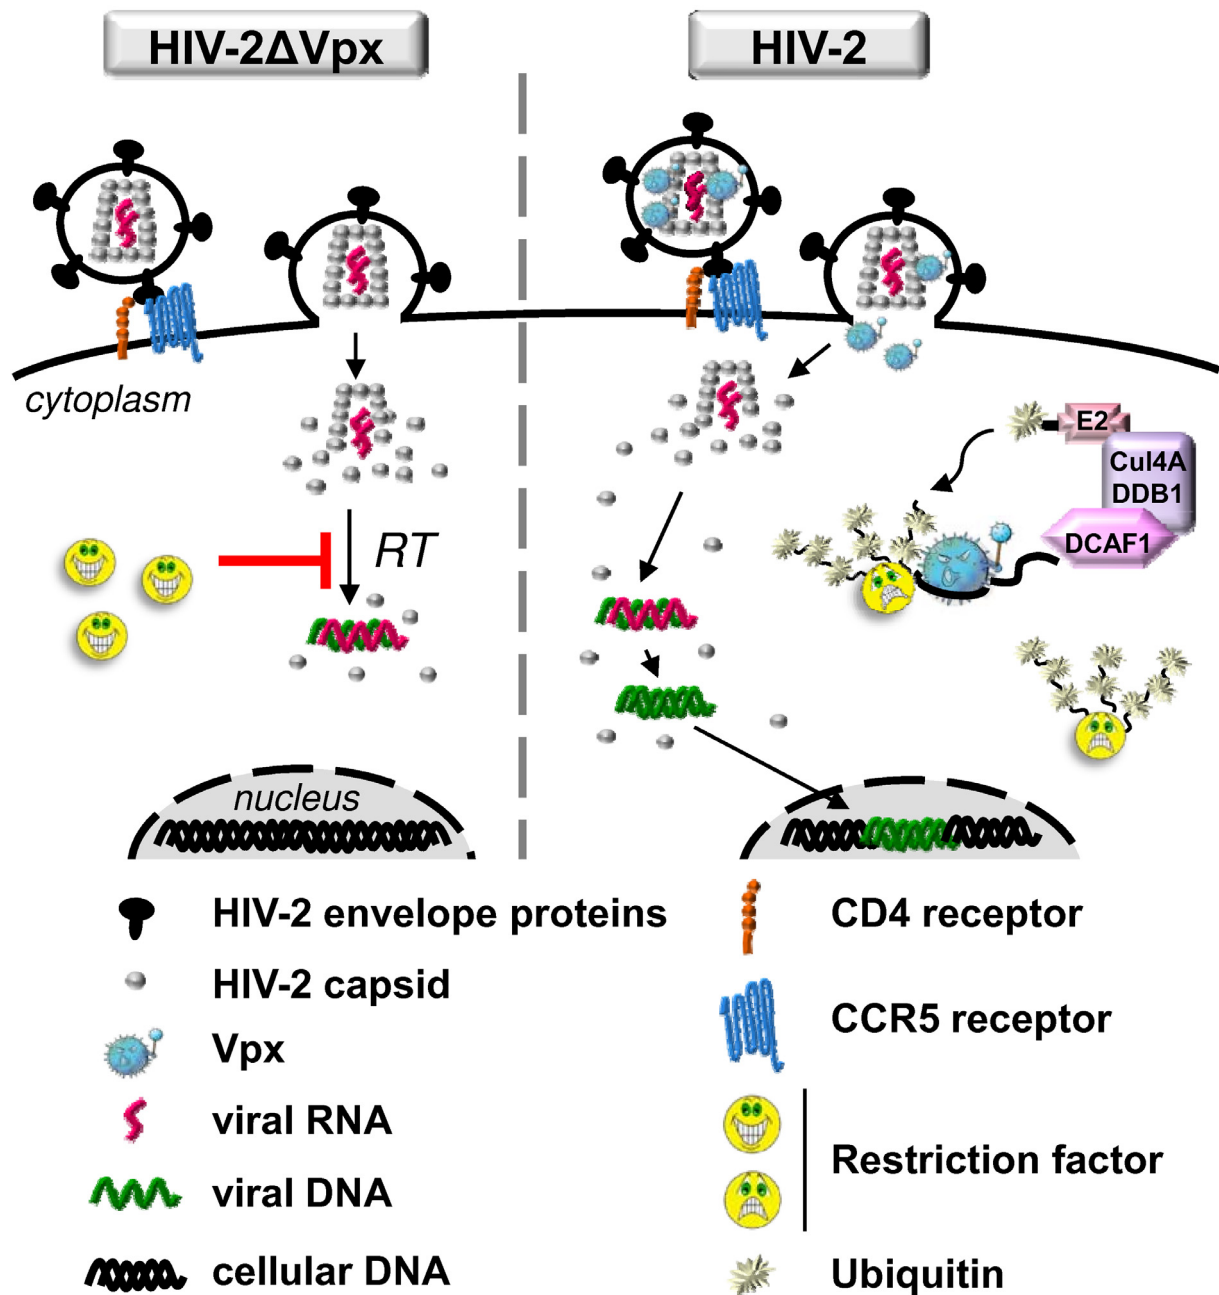 HIV-2ΔVpx
HIV-2
cytoplasm
RT
E2
Cul4A
DDB1
DCAF1
nucleus
HIV-2 envelope proteins
HIV-2 capsid
Vpx
viral RNA
viral DNA
cellular DNA
CD4 receptor
CCR5 receptor
Restriction factor
Ubiquitin